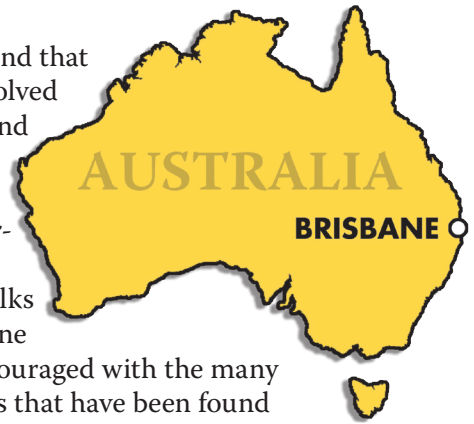 nd that
olved
nd
AUSTRALIA
BRISBANE
-
lks
ne
ouraged with the many
s that have been found